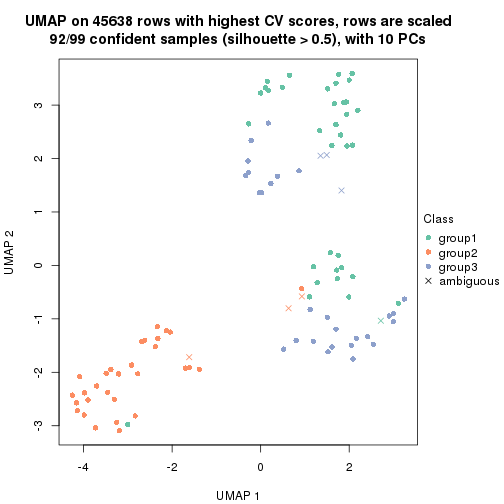 UMAP on 45638 rows with highest CV scores, rows are scaled
92/99 confident samples (silhouette > 0.5), with 10 PCs
3
2
1
0
-1
-2
-3
UMAP 2
-4
-2
0
2
UMAP 1
Class
group1
group2
group3
ambiguous